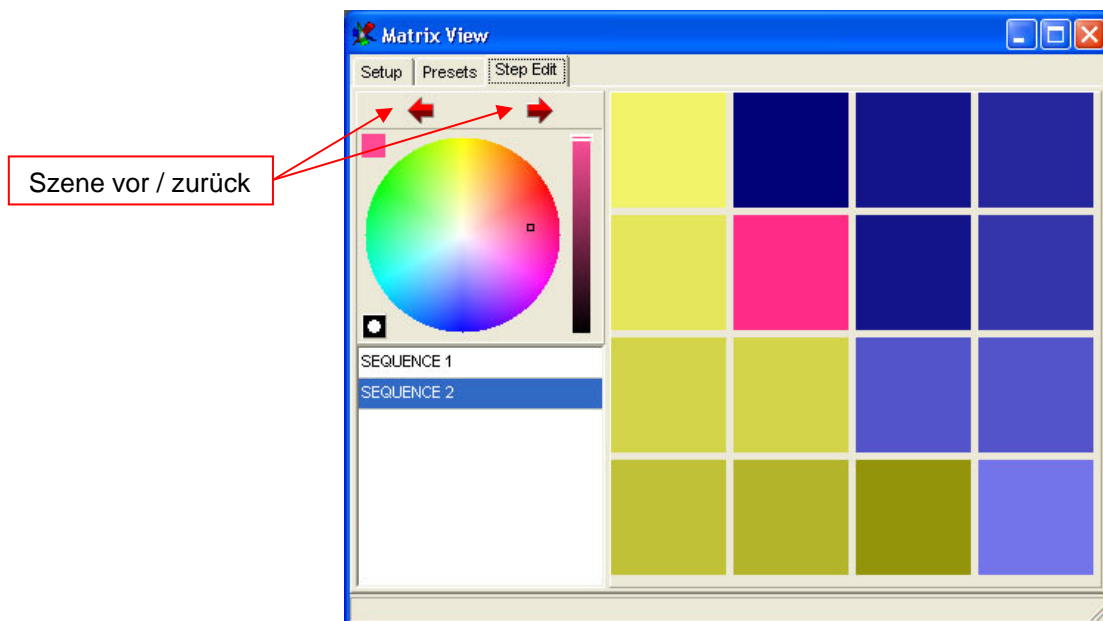 Matrix View
Setup Presets Step Edit
Szene vor / zurück
SEQUENCE 1
SEQUENCE 2